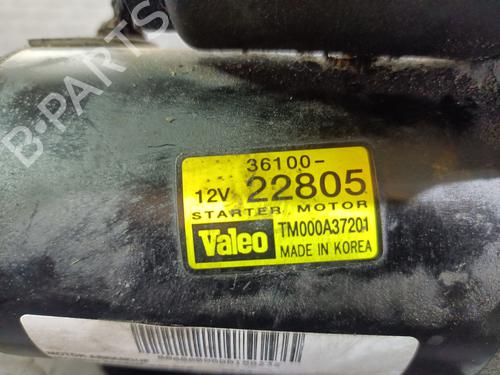 B-PARTS
36100-
12V 22805
STARTER MOTOR
Valeo TM000A37201
MADE IN KOREA